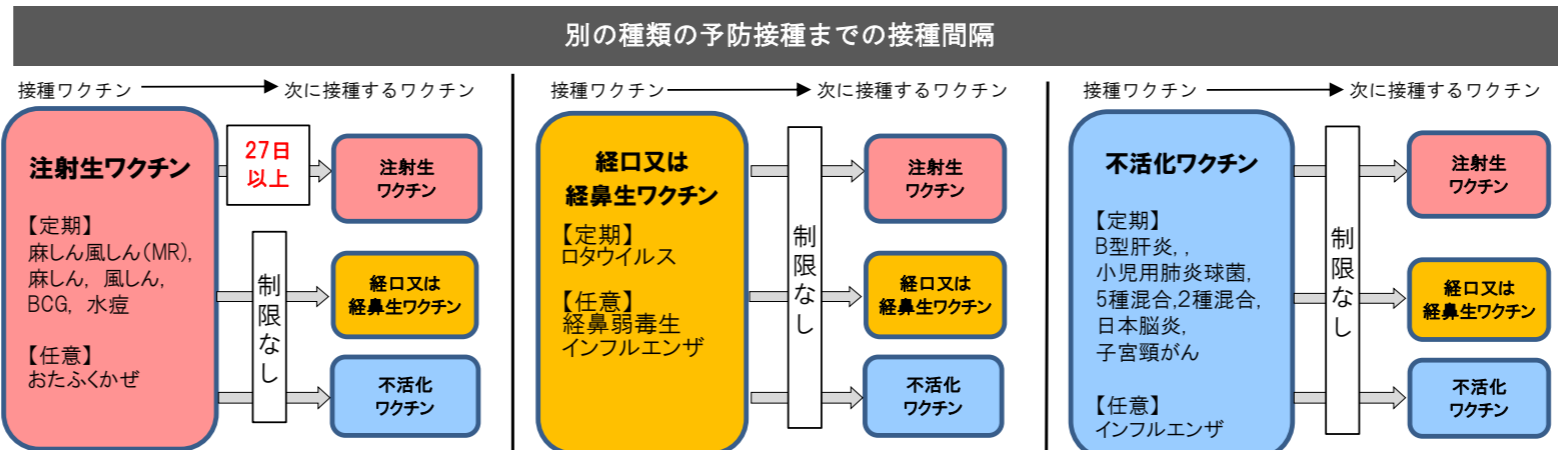 別の種類の予防接種までの接種間隔
接種ワクチン
次に接種するワクチン
注射生ワクチン
【定期】
麻しん風しん(MR),
麻しん, 風しん,
BCG, 水痘
【任意】
おたふくかぜ
27日
以上
制限なし
注射生
ワクチン
経口又は
経鼻生ワクチン
不活化
ワクチン
接種ワクチン
次に接種するワクチン
経口又は
経鼻生ワクチン
【定期】
ロタウイルス
【任意】
経鼻弱毒生
インフルエンザ
制限なし
注射生
ワクチン
経口又は
経鼻生ワクチン
不活化
ワクチン
接種ワクチン
次に接種するワクチン
不活化ワクチン
【定期】
B型肝炎, ,
小児用肺炎球菌,
5種混合,2種混合,
日本脳炎,
子宮頸がん
【任意】
インフルエンザ
制限なし
注射生
ワクチン
経口又は
経鼻生ワクチン
不活化
ワクチン